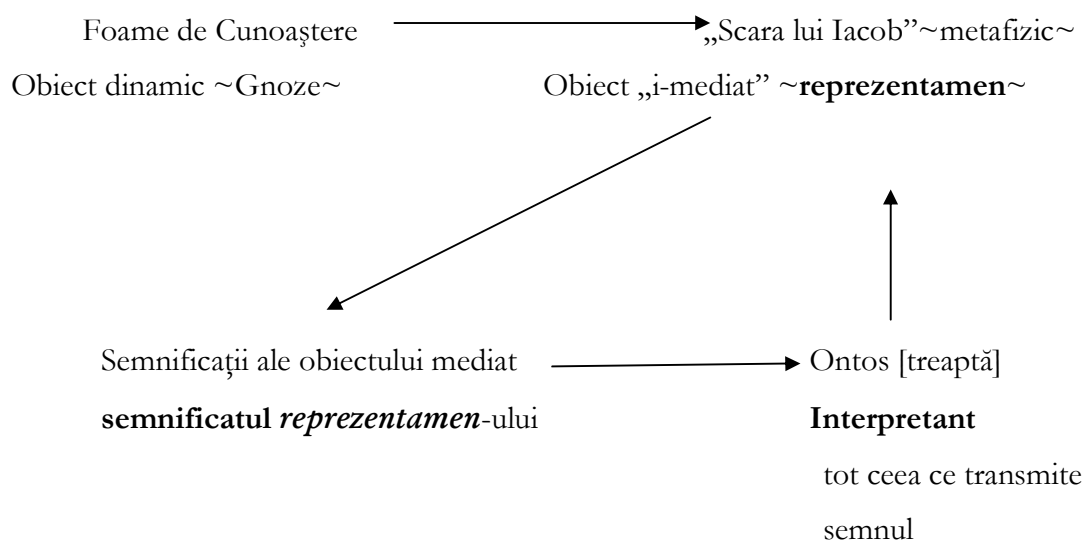 Foame de Cunoaştere „Scara lui Iacob”~metafizic~
Obiect dinamic ~Gnoze~ Obiect „i-mediat” ~reprezentamen~
Semnificaţii ale obiectului mediat Ontos [treaptă]
semnificatul reprezentamen-ului Interpretant
tot ceea ce transmite
semnul